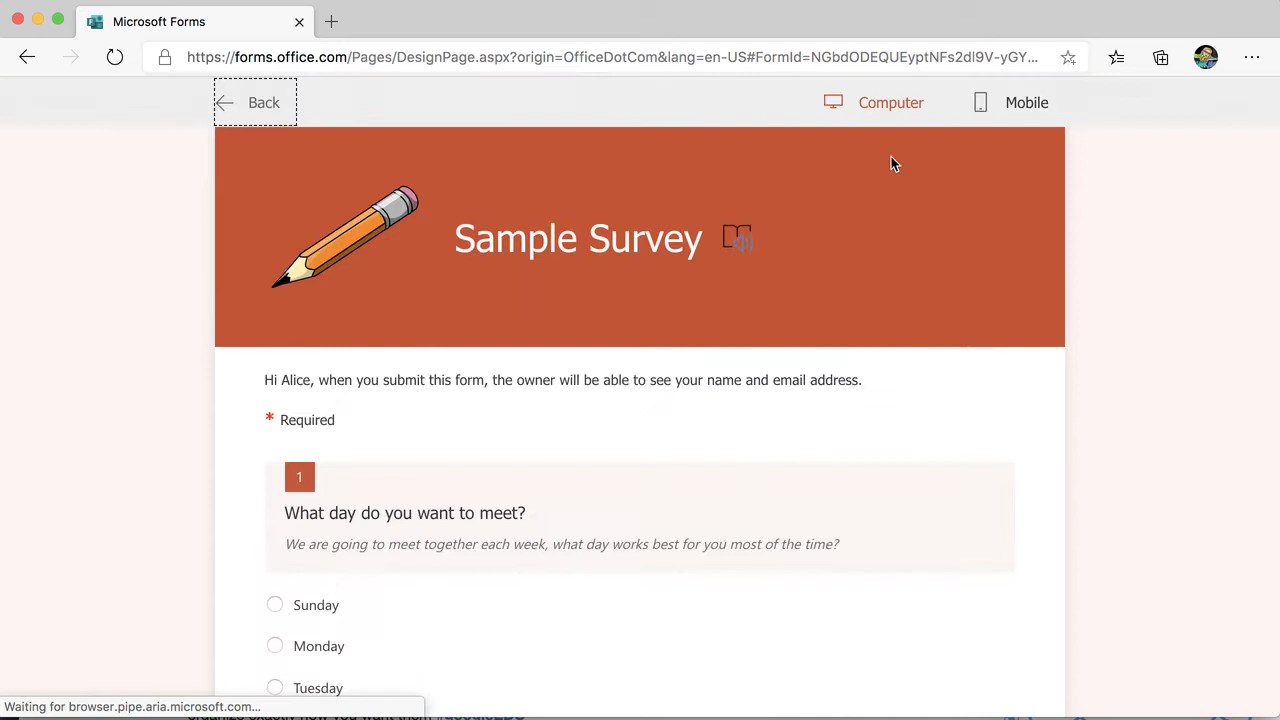 Microsoft Forms
https://forms.office.com/Pages/DesignPage.aspx?origin=OfficeDotCom&lang=en-US#FormId=NGbdODEQUEyptNFs2dl9V-yGY...
Back
Computer
Mobile
Sample Survey
Hi Alice, when you submit this form, the owner will be able to see your name and email address.
* Required
1
What day do you want to meet?
We are going to meet together each week, what day works best for you most of the time?
Sunday
Monday
Tuesday
Waiting for browser.pipe.aria.microsoft.com...